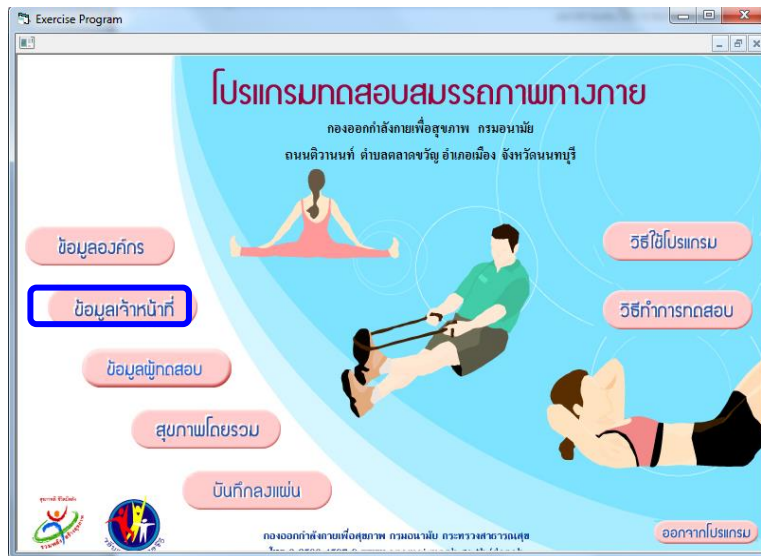 Exercise Program
โปรแกรมทดสอบสมรรถภาพทางกาย
กองออกกำลังกายเพื่อสุขภาพ กรมอนามัย
ถนนติวานนท์ ตำบลตลาดขวัญ อำเภอเมือง จังหวัดนนทบุรี
ข้อมูลองค์กร
ข้อมูลเจ้าหน้าที่
ข้อมูลผู้ทดสอบ
สุขภาพโดยรวม
บันทึกลงแผ่น
วิธีใช้โปรแกรม
วิธีทำการทดสอบ
ออกจากโปรแกรม
กองออกกำลังกายเพื่อสุขภาพ กรมอนามัย กระทรวงสาธารณสุข